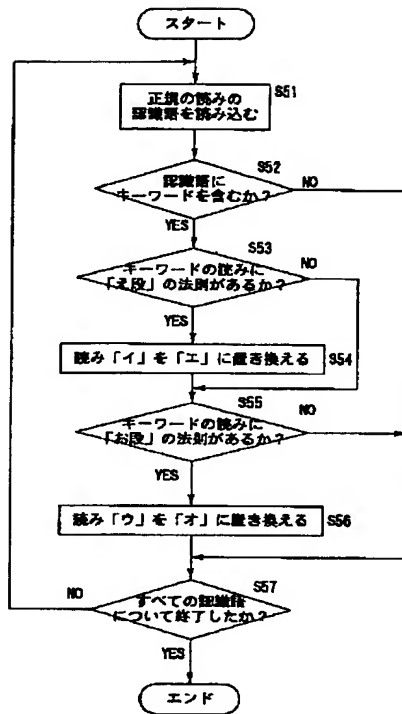 スタート
正規の読みの
認識語を読み込む
S51
認識語に
キーワードを含むか?
S52
NO
YES
キーワードの読みに
「え段」の法則があるか?
S53
NO
YES
読み「イ」を「エ」に置き換える
S54
キーワードの読みに
「お段」の法則があるか?
S55
NO
YES
読み「ウ」を「オ」に置き換える
S56
すべての認識語
について終了したか?
S57
NO
YES
エンド